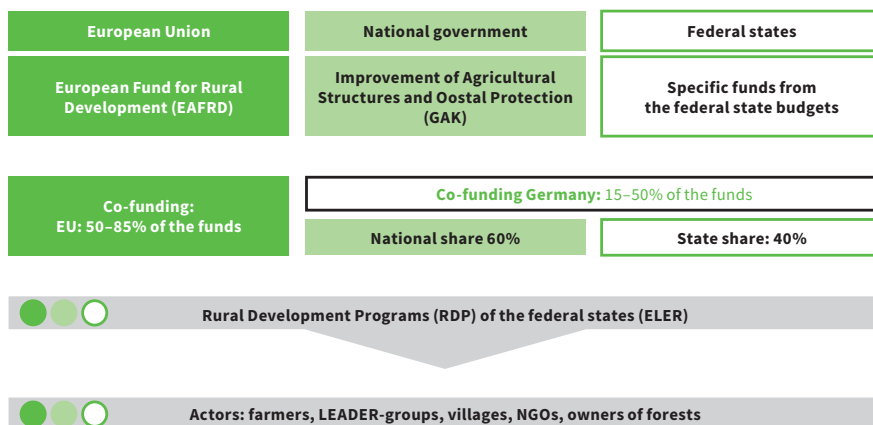 European Union
National government
Federal states
European Fund for Rural
Development (EAFRD)
Improvement of Agricultural
Structures and Oostal Protection
(GAK)
Specific funds from
the federal state budgets
Co-funding:
EU: 50–85% of the funds
Co-funding Germany: 15–50% of the funds
National share 60%
State share: 40%
Rural Development Programs (RDP) of the federal states (ELER)
Actors: farmers, LEADER-groups, villages, NGOs, owners of forests